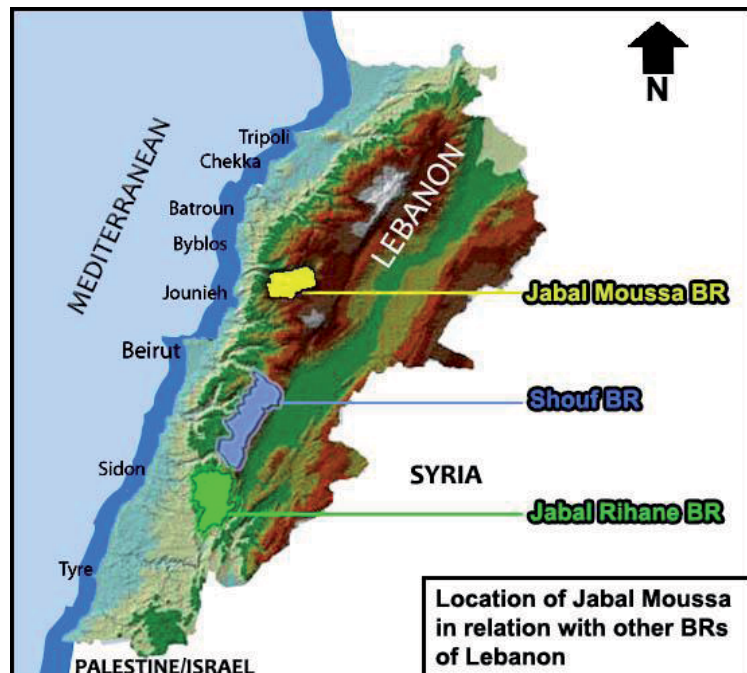 N
MEDITERRANEAN
Tripoli
Chekka
LEBANON
Batroun
Byblos
Jounieh
Jabal Moussa BR
Beirut
Shouf BR
Sidon
SYRIA
Jabal Rihane BR
Tyre
Location of Jabal Moussa
in relation with other BRs
of Lebanon
PALESTINE/ISRAEL